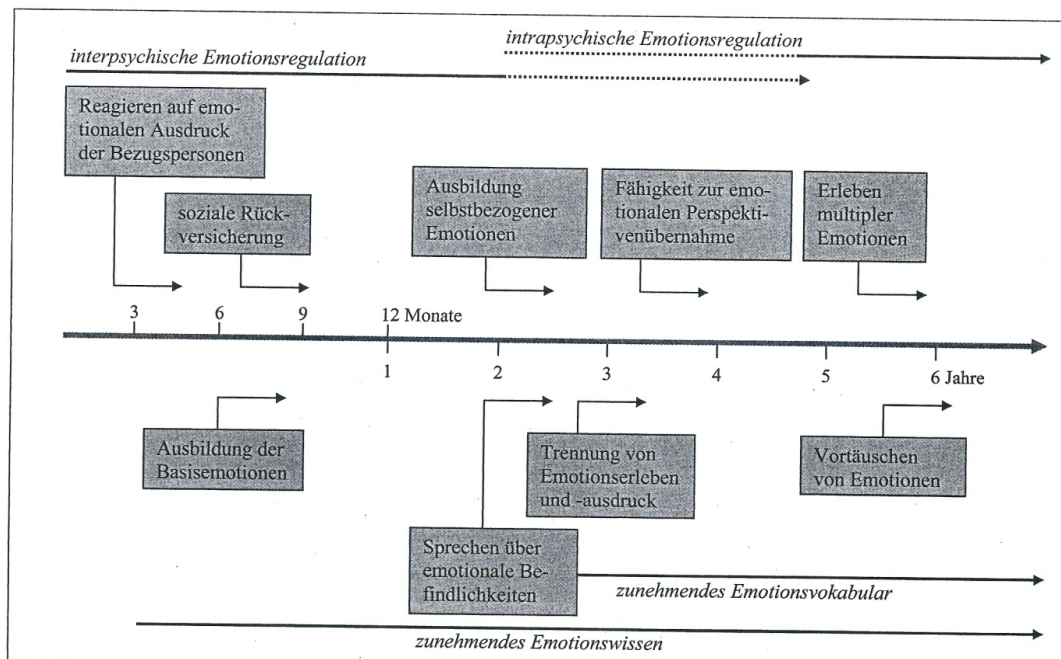 intrapsychische Emotionsregulation
interpsychische Emotionsregulation
Reagieren auf emo-
tionalen Ausdruck
der Bezugspersonen
soziale Rück-
versicherung
Ausbildung
selbstbezogener
Emotionen
Fähigkeit zur emo-
tionalen Perspekti-
venübernahme
Erleben
multipler
Emotionen
3 6 9 12 Monate
1 2 3 4 5 6 Jahre
Ausbildung der
Basisemotionen
Trennung von
Emotionserleben
und -ausdruck
Vortäuschen
von Emotionen
Sprechen über
emotionale Be-
findlichkeiten
zunehmendes Emotionsvokabular
zunehmendes Emotionswissen